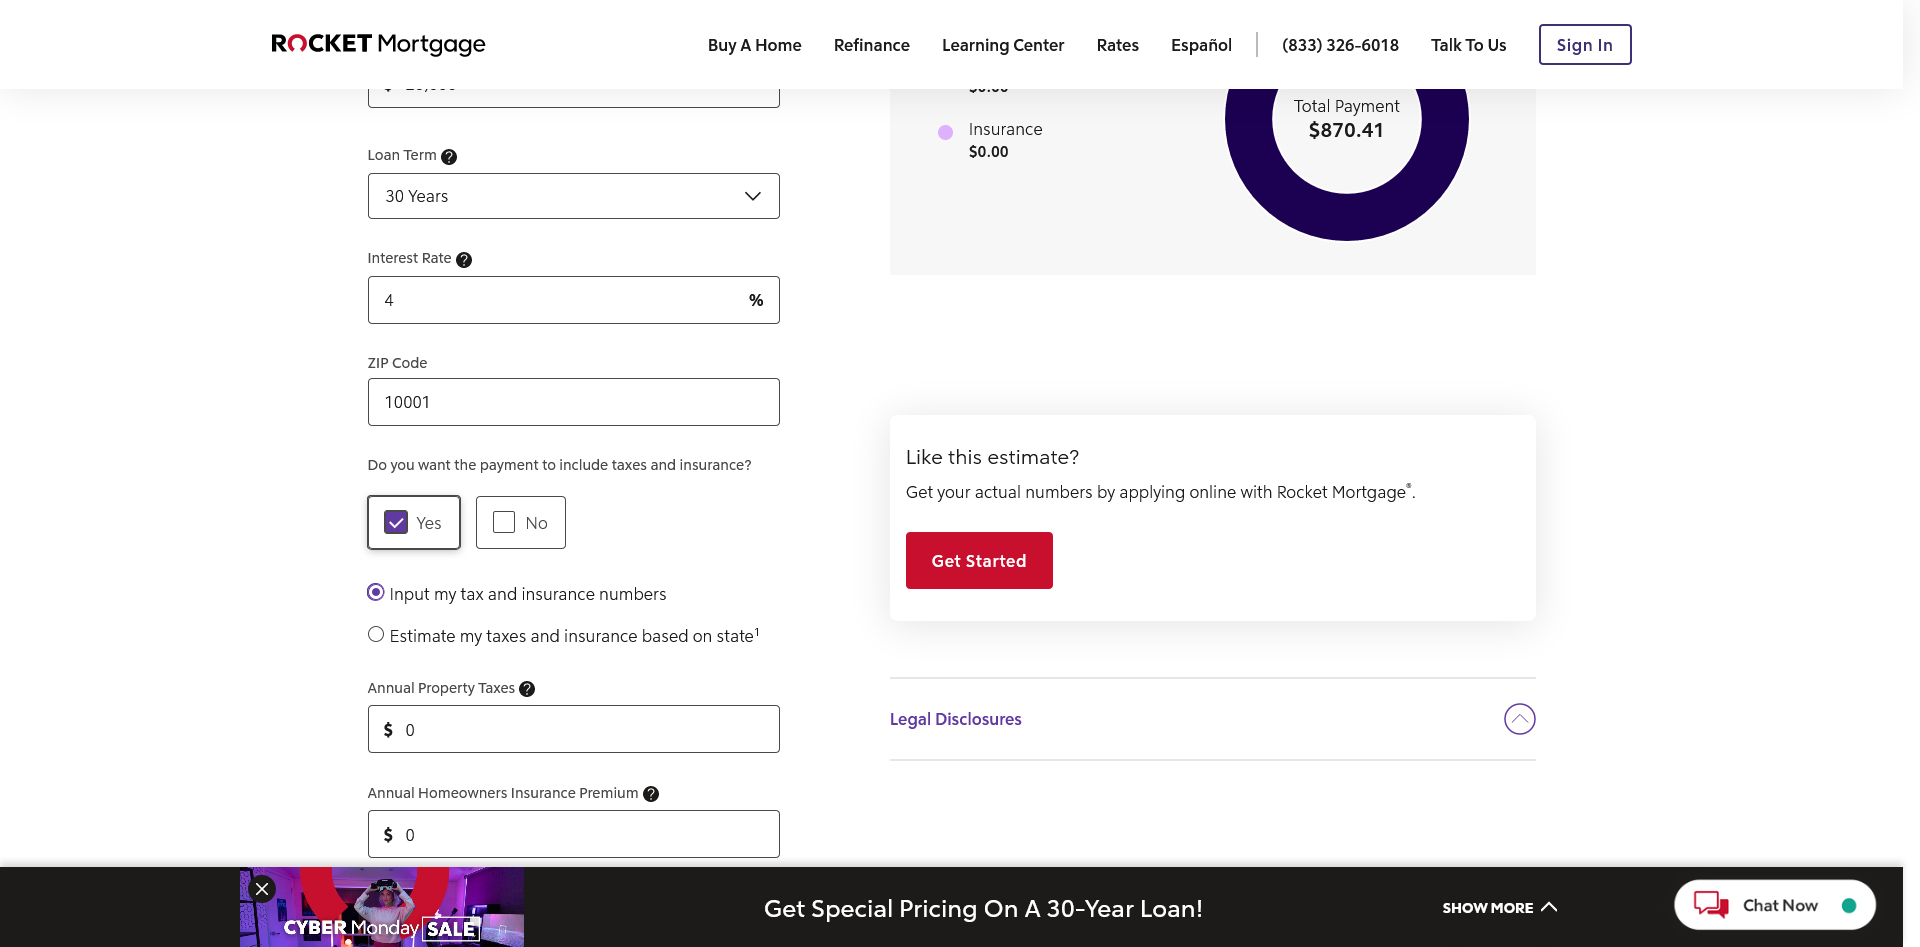 ROCKET Mortgage
Buy A Home
Refinance
Learning Center
Rates
Español
(833) 326-6018
Talk To Us
Sign In
Loan Term ?
30 Years
Interest Rate ?
4 %
ZIP Code
10001
Do you want the payment to include taxes and insurance?
Yes
No
Input my tax and insurance numbers
Estimate my taxes and insurance based on state1
Annual Property Taxes ?
$ 0
Annual Homeowners Insurance Premium ?
$ 0
Insurance
$0.00
Total Payment
$870.41
Like this estimate?
Get your actual numbers by applying online with Rocket Mortgage®.
Get Started
Legal Disclosures
CYBER Monday SALE
Get Special Pricing On A 30-Year Loan!
SHOW MORE
Chat Now